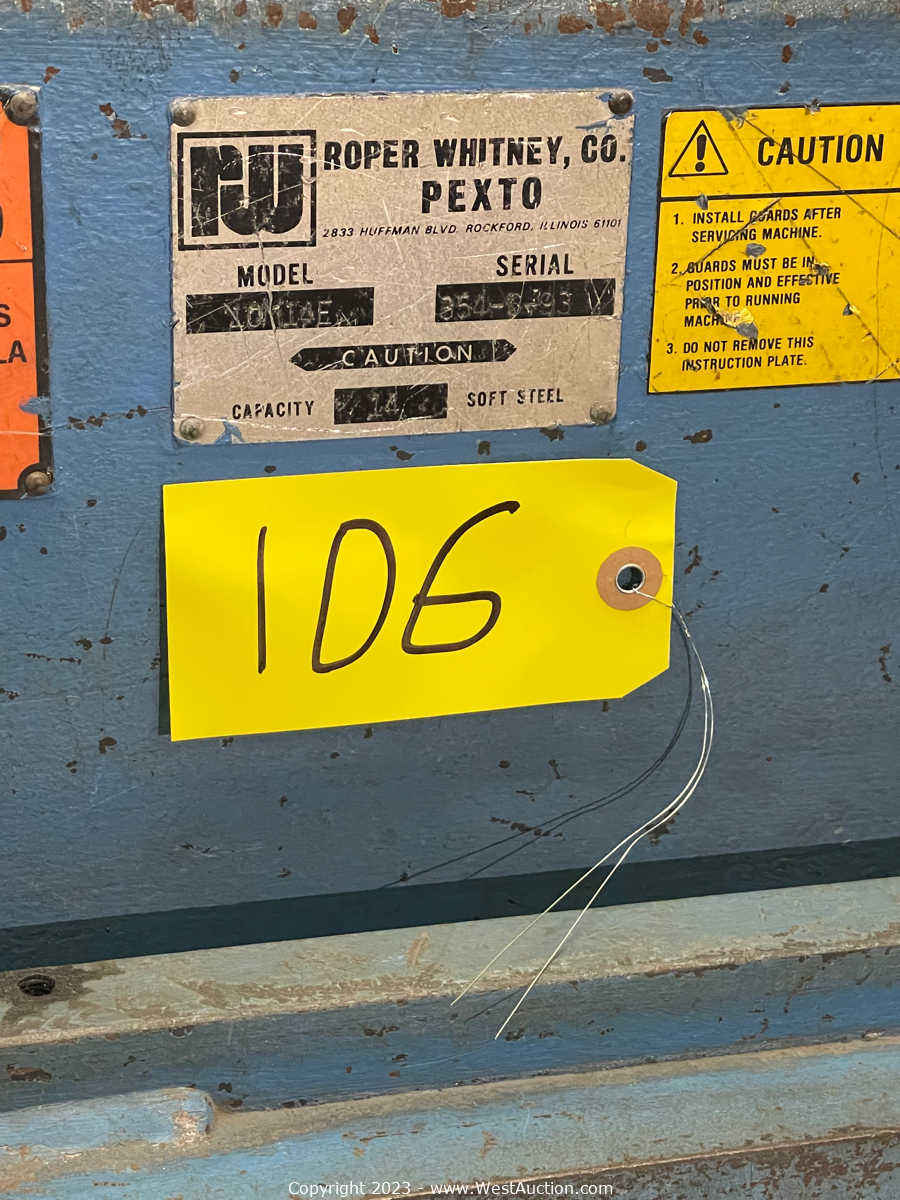 RW
ROPER WHITNEY, CO.
PEXTO
2833 HUFFMAN BLVD. ROCKFORD, ILLINOIS 61101
MODEL
SERIAL
CAUTION
CAPACITY
14
SOFT STEEL
CAUTION
1. INSTALL GUARDS AFTER
SERVICING MACHINE.
2. GUARDS MUST BE IN
POSITION AND EFFECTIVE
PRIOR TO RUNNING
MACHINE.
3. DO NOT REMOVE THIS
INSTRUCTION PLATE.
S
LA
106
Copyright 2023 - www.WestAuction.com